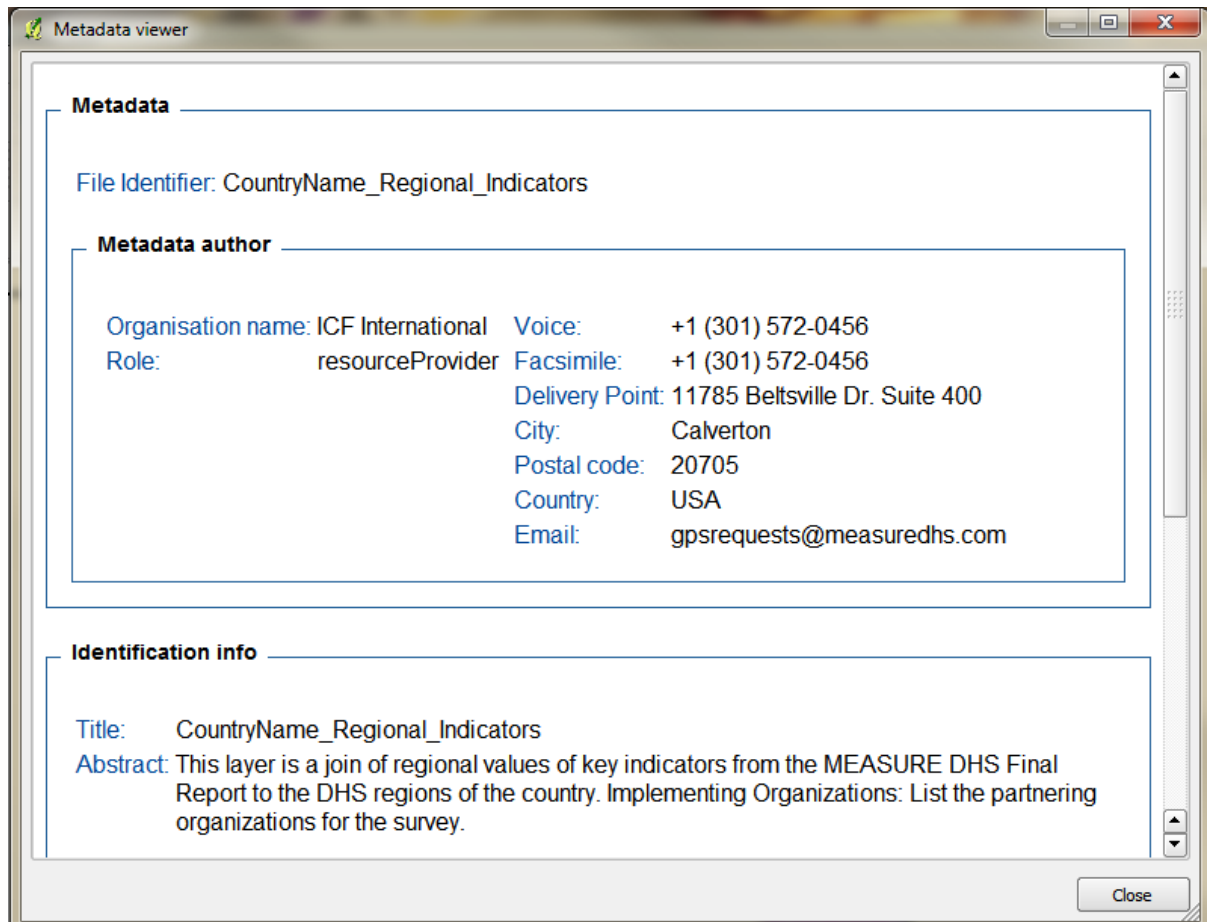 Metadata viewer
Metadata
File Identifier: CountryName_Regional_Indicators
Metadata author
Organisation name: ICF International Voice: +1 (301) 572-0456
Role: resourceProvider Facsimile: +1 (301) 572-0456
Delivery Point: 11785 Beltsville Dr. Suite 400
City: Calverton
Postal code: 20705
Country: USA
Email: gpsrequests@measuredhs.com
Identification info
Title: CountryName_Regional_Indicators
Abstract: This layer is a join of regional values of key indicators from the MEASURE DHS Final
Report to the DHS regions of the country. Implementing Organizations: List the partnering
organizations for the survey.
Close